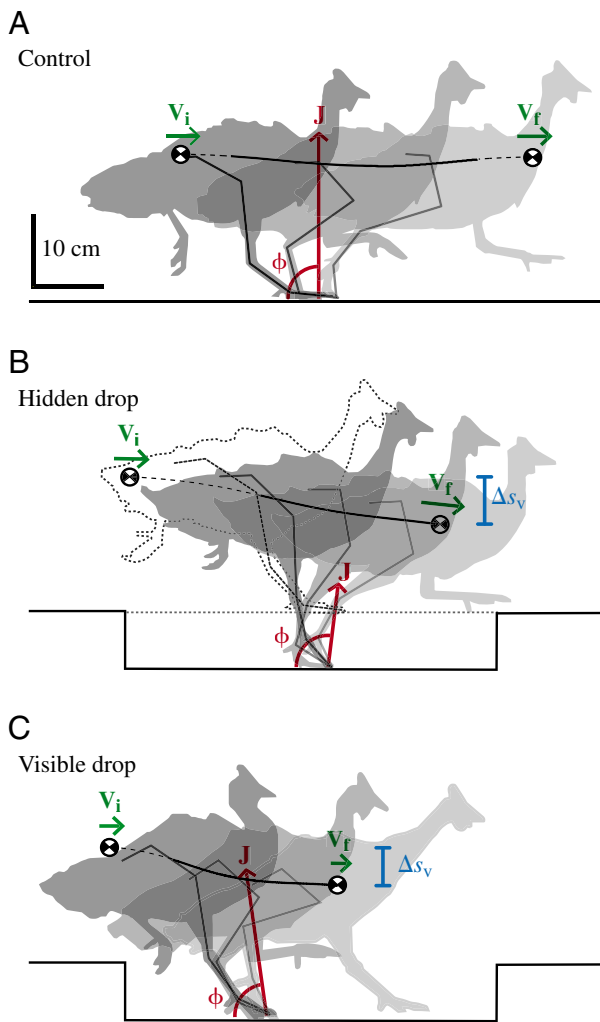 A
Control
Vi
J
Vf
10 cm
ϕ
B
Hidden drop
Vi
Vf
Δsv
J
ϕ
C
Visible drop
Vi
Vf
J
Δsv
ϕ